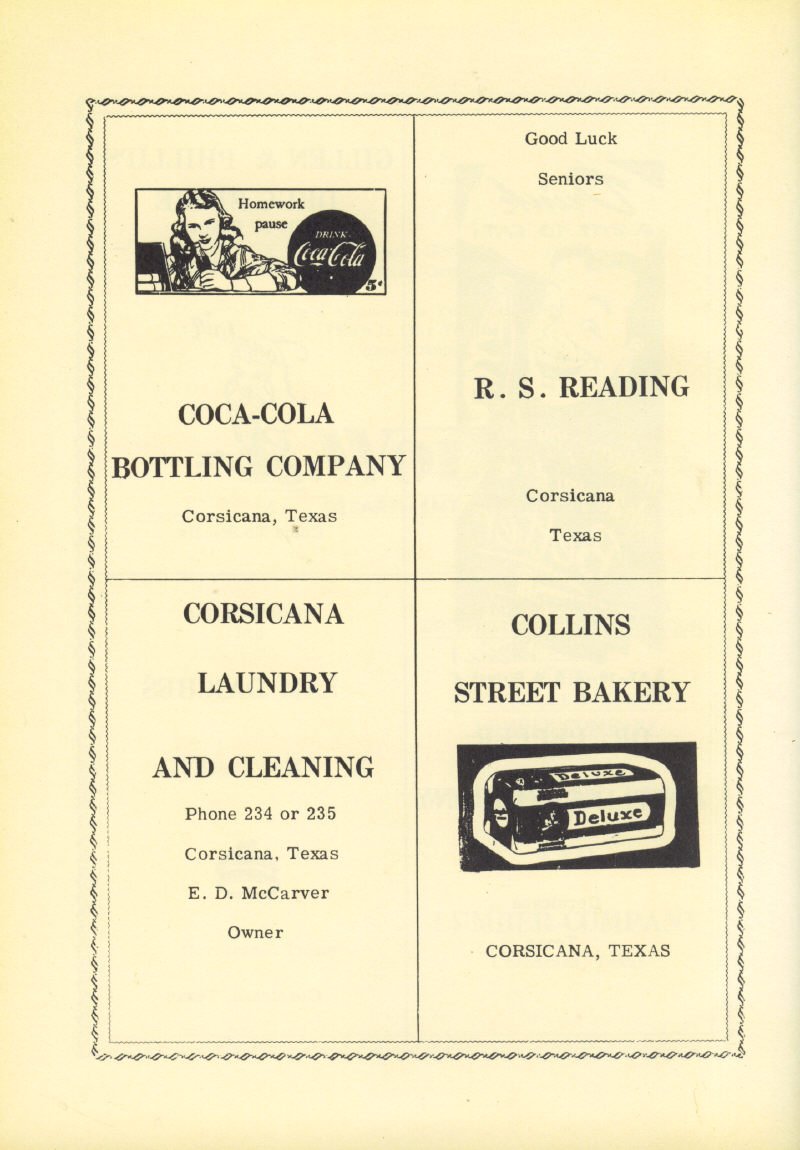 Homework
pause
DRINK
Coca-Cola
5¢
COCA-COLA
BOTTLING COMPANY
Corsicana, Texas
Good Luck
Seniors
R. S. READING
Corsicana
Texas
CORSICANA
LAUNDRY
AND CLEANING
Phone 234 or 235
Corsicana, Texas
E. D. McCarver
Owner
COLLINS
STREET BAKERY
Deluxe
Deluxe
CORSICANA, TEXAS